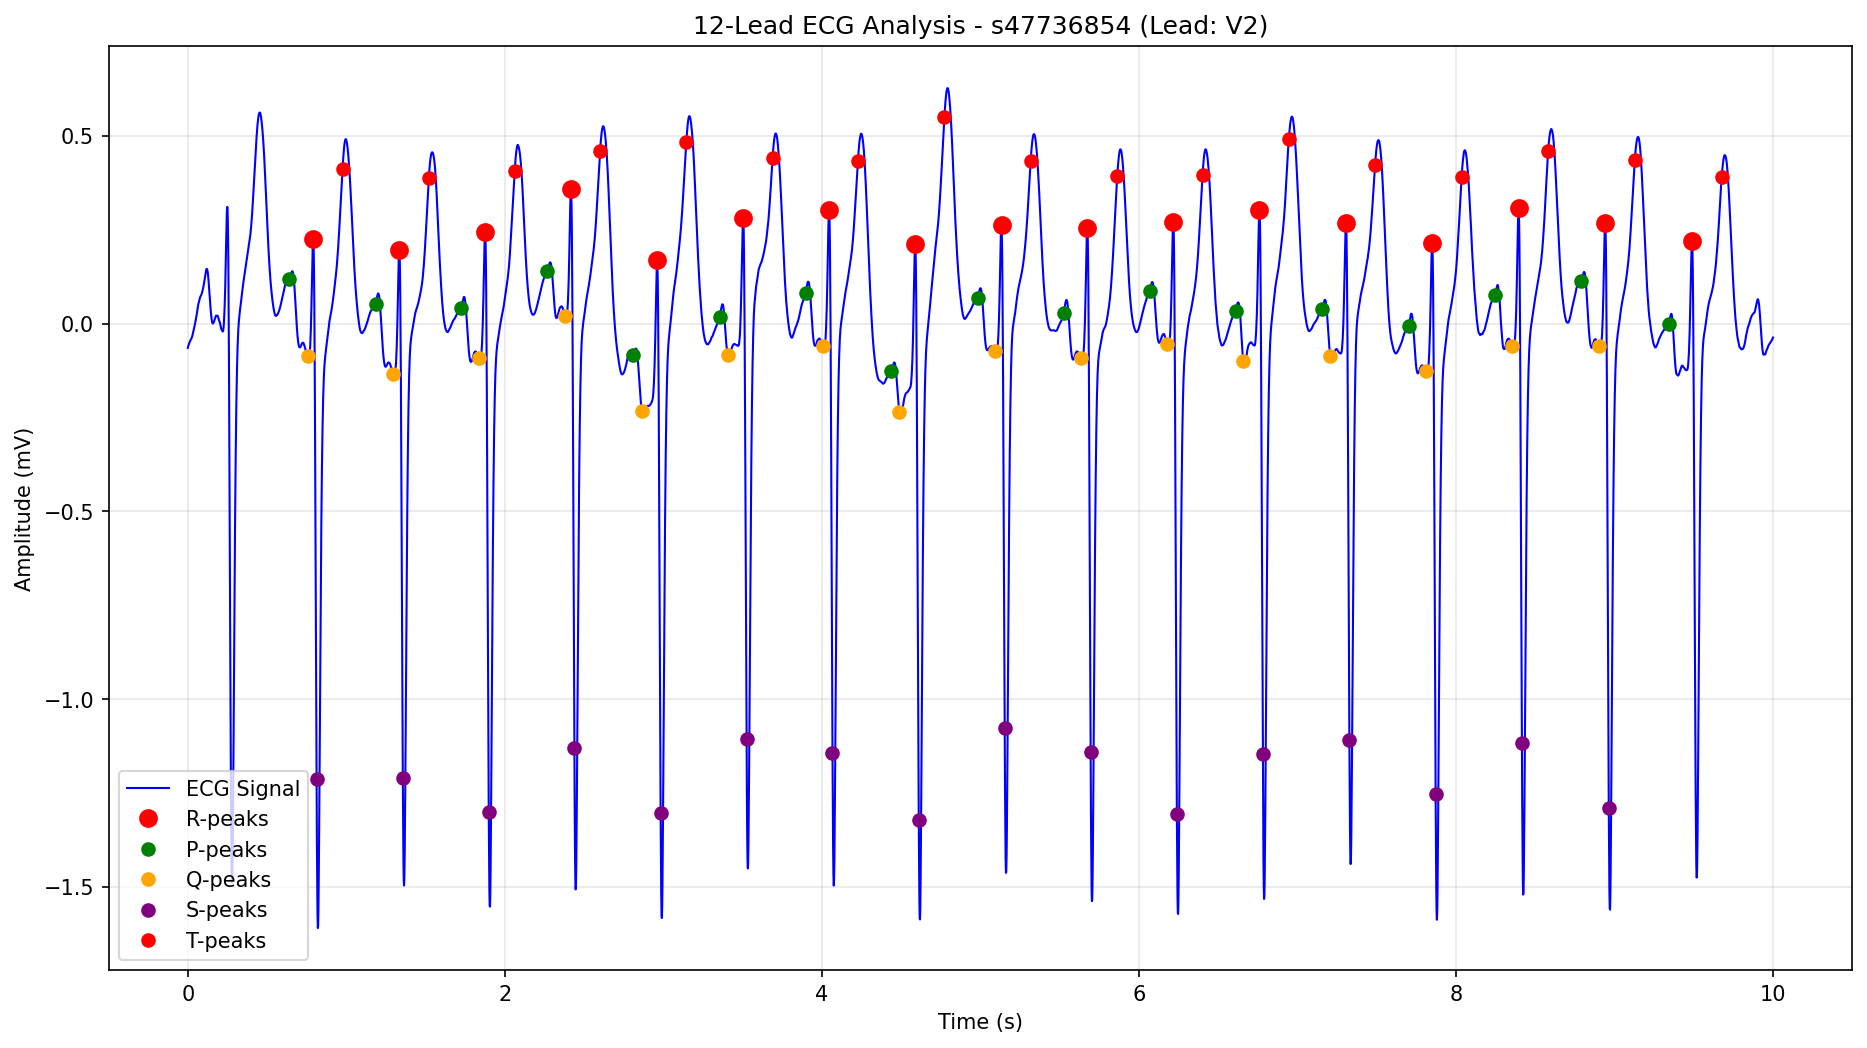 12-Lead ECG Analysis - s47736854 (Lead: V2)
Amplitude (mV)
0.5
0.0
−0.5
−1.0
−1.5
ECG Signal
R-peaks
P-peaks
Q-peaks
S-peaks
T-peaks
0 2 4 6 8 10
Time (s)